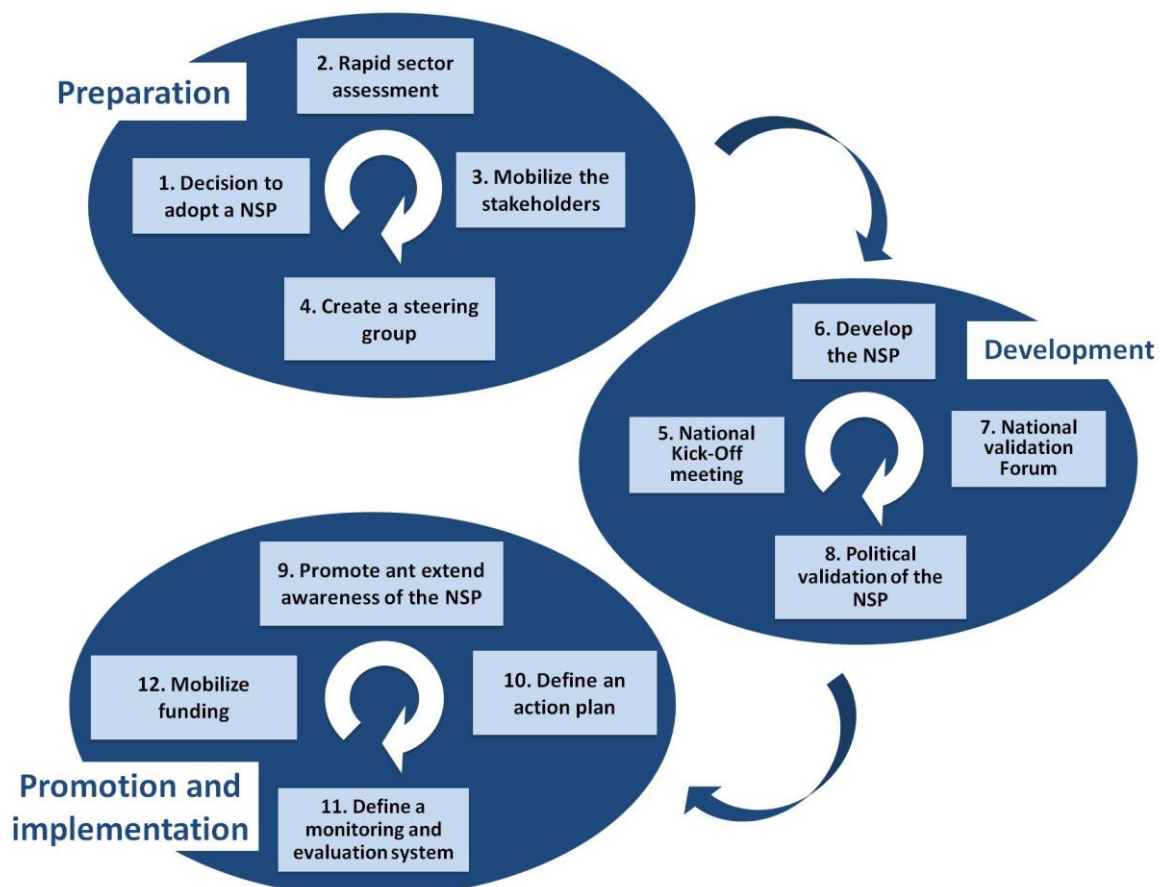 Preparation
2. Rapid sector
assessment
1. Decision to
adopt a NSP
3. Mobilize the
stakeholders
4. Create a steering
group
Development
6. Develop
the NSP
5. National
Kick-Off
meeting
7. National
validation
Forum
8. Political
validation of the
NSP
9. Promote ant extend
awareness of the NSP
12. Mobilize
funding
10. Define an
action plan
11. Define a
monitoring and
evaluation system
Promotion and
implementation